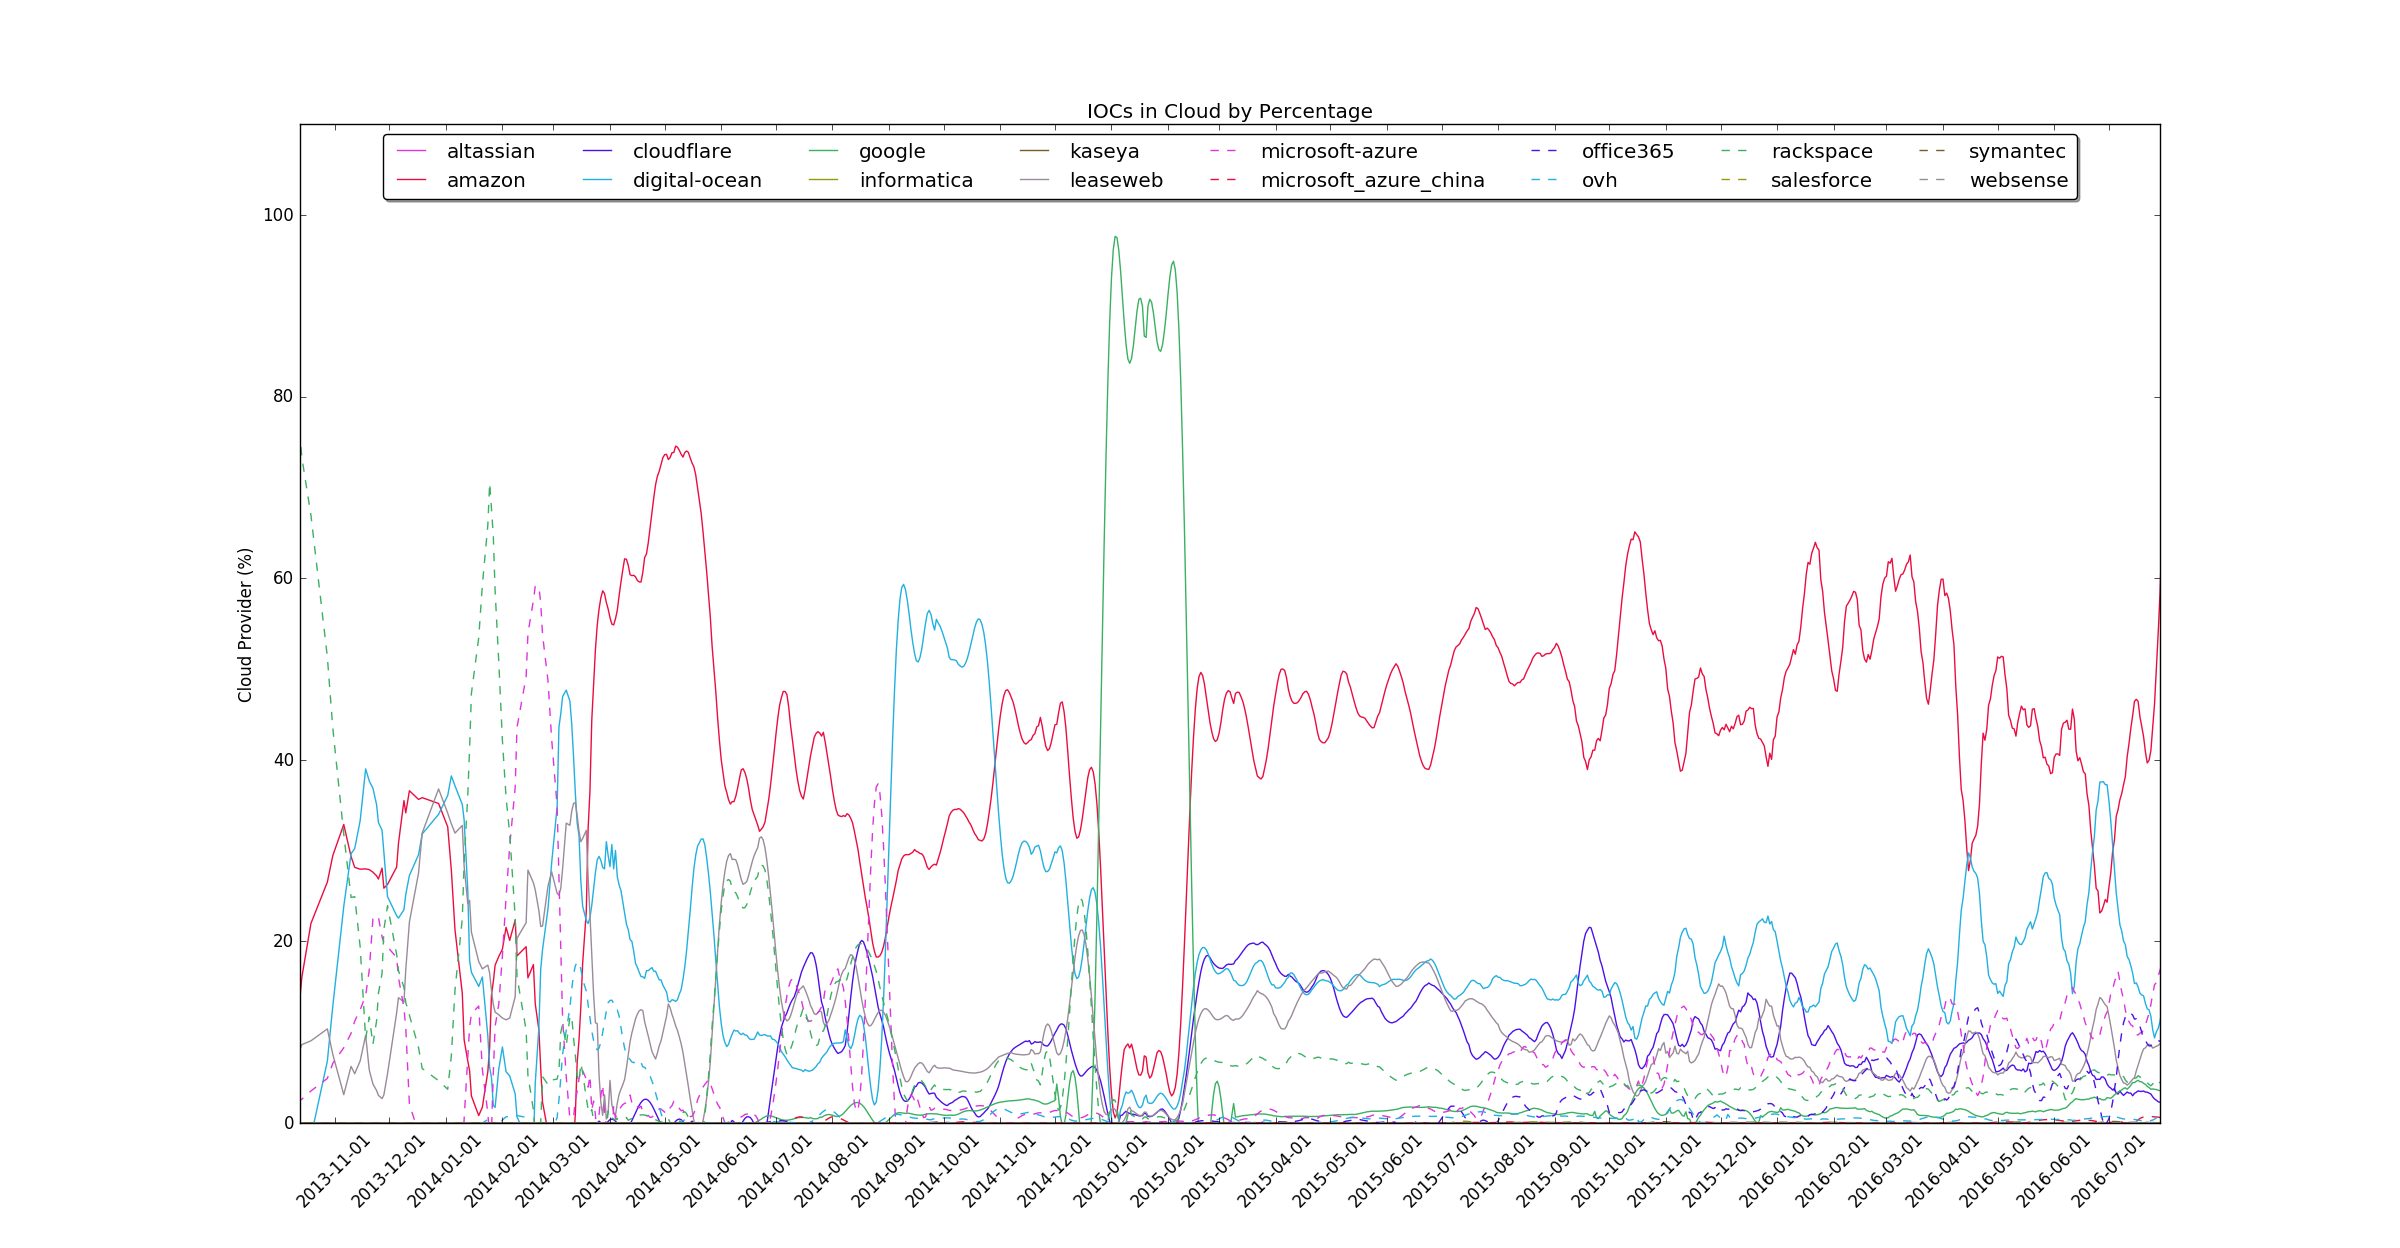 IOCs in Cloud by Percentage
altassian cloudflare google kaseya microsoft-azure office365 rackspace symantec
amazon digital-ocean informatica leaseweb microsoft_azure_china ovh salesforce websense
100
80
60
40
20
0
Cloud Provider (%)
2013-11-01 2013-12-01 2014-01-01 2014-02-01 2014-03-01 2014-04-01 2014-05-01 2014-06-01 2014-07-01 2014-08-01 2014-09-01 2014-10-01 2014-11-01 2014-12-01 2015-01-01 2015-02-01 2015-03-01 2015-04-01 2015-05-01 2015-06-01 2015-07-01 2015-08-01 2015-09-01 2015-10-01 2015-11-01 2015-12-01 2016-01-01 2016-02-01 2016-03-01 2016-04-01 2016-05-01 2016-06-01 2016-07-01